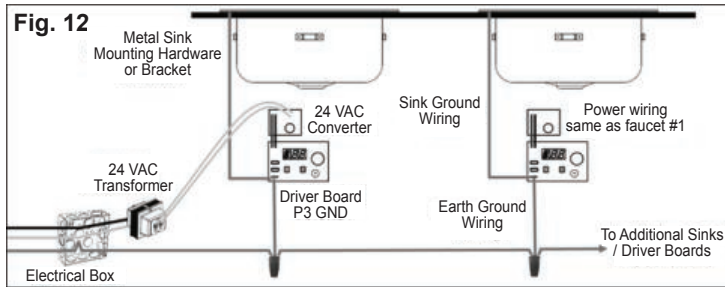 Fig. 12
Metal Sink
Mounting Hardware
or Bracket
24 VAC
Converter
Sink Ground
Wiring
Power wiring
same as faucet #1
24 VAC
Transformer
Driver Board
P3 GND
Earth Ground
Wiring
To Additional Sinks
/ Driver Boards
Electrical Box